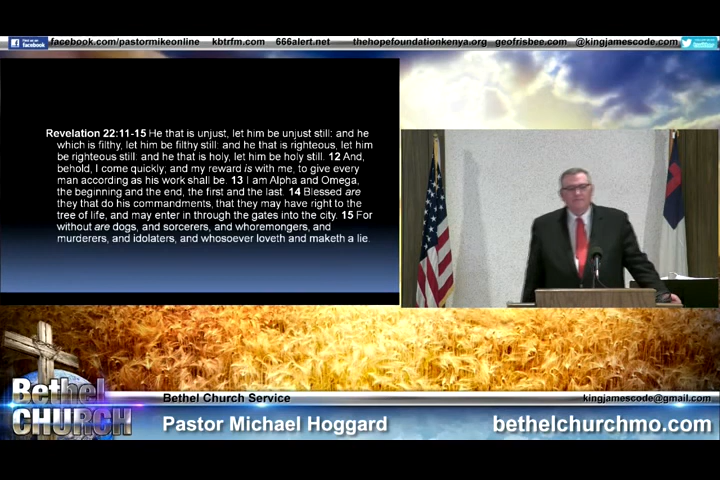 facebook.com/pastormikeonline kbtrfm.com 666alert.net thehopefoundationkenya.org geofrisbee.com @kingjamescode.com
Revelation 22:11-15 He that is unjust, let him be unjust still: and he
which is filthy, let him be filthy still: and he that is righteous, let him
be righteous still: and he that is holy, let him be holy still. 12 And,
behold, I come quickly; and my reward is with me, to give every
man according as his work shall be. 13 I am Alpha and Omega,
the beginning and the end, the first and the last. 14 Blessed are
they that do his commandments, that they may have right to the
tree of life, and may enter in through the gates into the city. 15 For
without are dogs, and sorcerers, and whoremongers, and
murderers, and idolaters, and whosoever loveth and maketh a lie.
Bethel
CHURCH
Bethel Church Service
kingjamescode@gmail.com
Pastor Michael Hoggard
bethelchurchmo.com